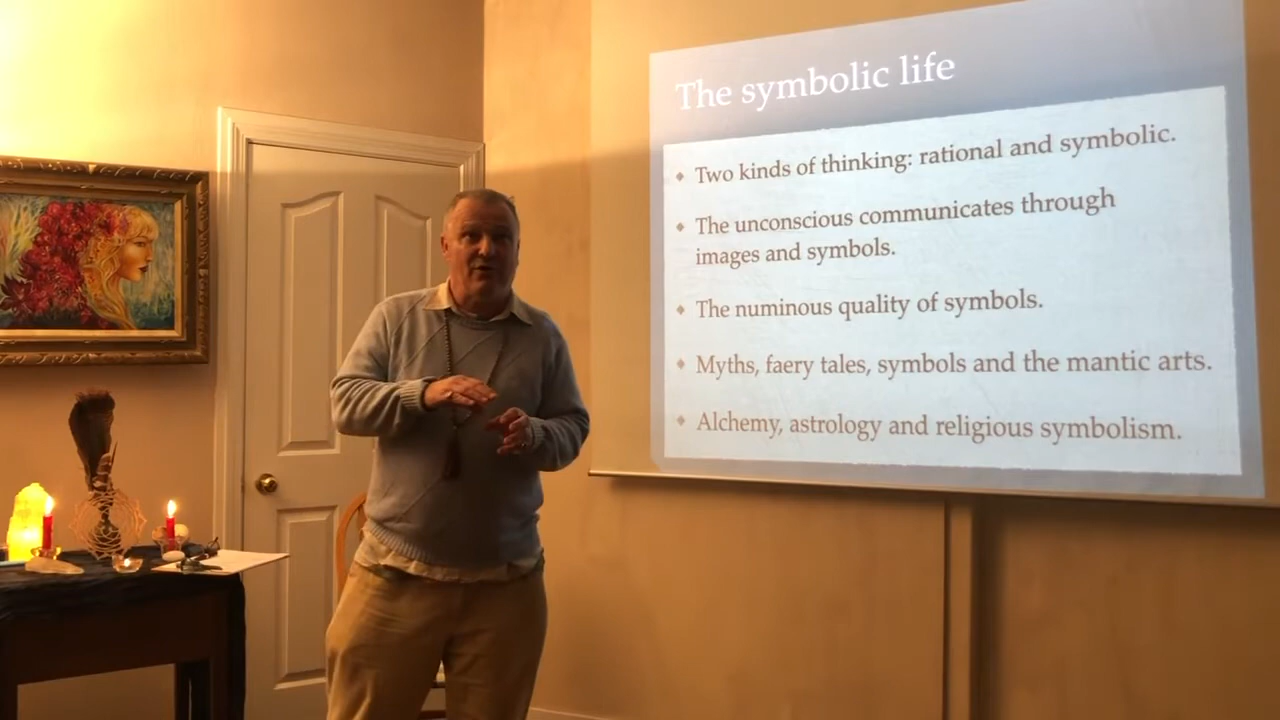 The symbolic life
Two kinds of thinking: rational and symbolic.
The unconscious communicates through
images and symbols.
The numinous quality of symbols.
Myths, faery tales, symbols and the mantic arts.
Alchemy, astrology and religious symbolism.